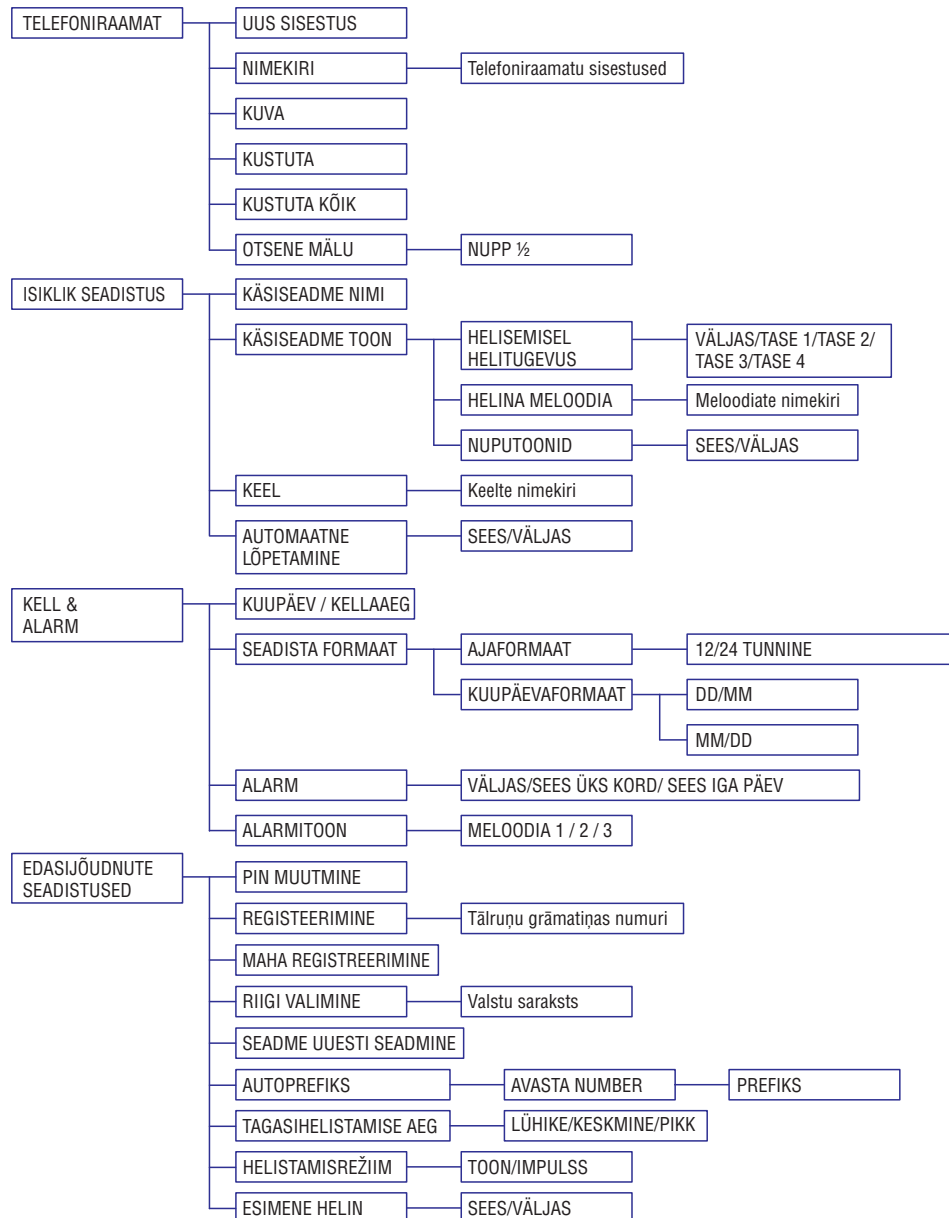 TELEFONIRAAMAT
UUS SISESTUS
NIMEKIRI
Telefoniraamatu sisestused
KUVA
KUSTUTA
KUSTUTA KÕIK
OTSENE MÄLU
NUPP ½
ISIKLIK SEADISTUS
KÄSISEADME NIMI
KÄSISEADME TOON
HELISEMISEL
HELITUGEVUS
VÄLJAS/TASE 1/TASE 2/
TASE 3/TASE 4
HELINA MELOODIA
Meloodiate nimekiri
NUPUTOONID
SEES/VÄLJAS
KEEL
Keelte nimekiri
AUTOMAATNE
LÕPETAMINE
SEES/VÄLJAS
KELL &
ALARM
KUUPÄEV / KELLAAEG
SEADISTA FORMAAT
AJAFORMAAT
12/24 TUNNINE
KUUPÄEVAFORMAAT
DD/MM
MM/DD
ALARM
VÄLJAS/SEES ÜKS KORD/ SEES IGA PÄEV
ALARMITOON
MELOODIA 1 / 2 / 3
EDASIJÕUDNUTE
SEADISTUSED
PIN MUUTMINE
REGISTEERIMINE
Tālruņu grāmatiņas numuri
MAHA REGISTREERIMINE
RIIGI VALIMINE
Valstu saraksts
SEADME UUESTI SEADMINE
AUTOPREFIKS
AVASTA NUMBER
PREFIKS
TAGASIHELISTAMISE AEG
LÜHIKE/KESKMINE/PIKK
HELISTAMISREŽIIM
TOON/IMPULSS
ESIMENE HELIN
SEES/VÄLJAS